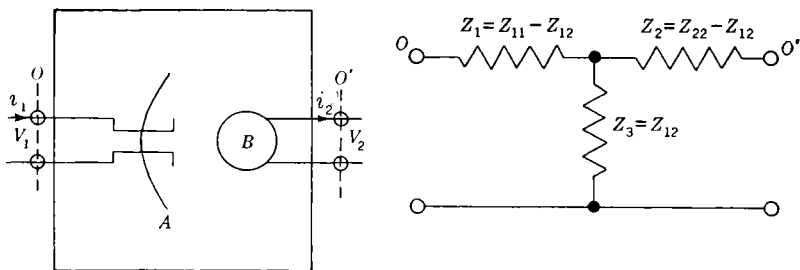 O
O'
i₁
V₁
A
B
i₂
V₂
O
Z₁ = Z₁₁ − Z₁₂
Z₂ = Z₂₂ − Z₁₂
O'
Z₃ = Z₁₂